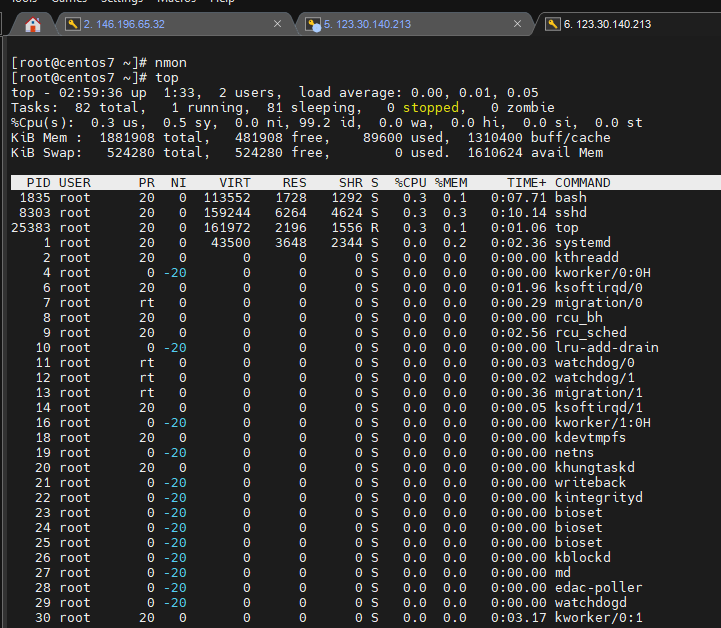 Tools Games Settings Macros Help
2. 146.196.65.32 5. 123.30.140.213 6. 123.30.140.213
[root@centos7 ~]# nmon
[root@centos7 ~]# top
top - 02:59:36 up  1:33,  2 users,  load average: 0.00, 0.01, 0.05
Tasks:  82 total,   1 running,  81 sleeping,   0 stopped,   0 zombie
%Cpu(s):  0.3 us,  0.5 sy,  0.0 ni, 99.2 id,  0.0 wa,  0.0 hi,  0.0 si,  0.0 st
KiB Mem :  1881908 total,   481908 free,    89600 used,  1310400 buff/cache
KiB Swap:   524280 total,   524280 free,        0 used.  1610624 avail Mem
PID USER      PR  NI    VIRT    RES    SHR S  %CPU %MEM     TIME+ COMMAND
1835 root      20   0  113552   1728   1292 S   0.3  0.1   0:07.71 bash
8303 root      20   0  159244   6264   4624 S   0.3  0.3   0:10.14 sshd
25383 root      20   0  161972   2196   1556 R   0.3  0.1   0:01.06 top
1 root      20   0   43500   3648   2344 S   0.0  0.2   0:02.36 systemd
2 root      20   0       0      0      0 S   0.0  0.0   0:00.00 kthreadd
4 root       0 -20       0      0      0 S   0.0  0.0   0:00.00 kworker/0:0H
6 root      20   0       0      0      0 S   0.0  0.0   0:01.96 ksoftirqd/0
7 root      rt   0       0      0      0 S   0.0  0.0   0:00.29 migration/0
8 root      20   0       0      0      0 S   0.0  0.0   0:00.00 rcu_bh
9 root      20   0       0      0      0 S   0.0  0.0   0:02.56 rcu_sched
10 root       0 -20       0      0      0 S   0.0  0.0   0:00.00 lru-add-drain
11 root      rt   0       0      0      0 S   0.0  0.0   0:00.03 watchdog/0
12 root      rt   0       0      0      0 S   0.0  0.0   0:00.02 watchdog/1
13 root      rt   0       0      0      0 S   0.0  0.0   0:00.36 migration/1
14 root      20   0       0      0      0 S   0.0  0.0   0:00.05 ksoftirqd/1
16 root       0 -20       0      0      0 S   0.0  0.0   0:00.00 kworker/1:0H
18 root      20   0       0      0      0 S   0.0  0.0   0:00.00 kdevtmpfs
19 root       0 -20       0      0      0 S   0.0  0.0   0:00.00 netns
20 root      20   0       0      0      0 S   0.0  0.0   0:00.00 khungtaskd
21 root       0 -20       0      0      0 S   0.0  0.0   0:00.00 writeback
22 root       0 -20       0      0      0 S   0.0  0.0   0:00.00 kintegrityd
23 root       0 -20       0      0      0 S   0.0  0.0   0:00.00 bioset
24 root       0 -20       0      0      0 S   0.0  0.0   0:00.00 bioset
25 root       0 -20       0      0      0 S   0.0  0.0   0:00.00 bioset
26 root       0 -20       0      0      0 S   0.0  0.0   0:00.00 kblockd
27 root       0 -20       0      0      0 S   0.0  0.0   0:00.00 md
28 root       0 -20       0      0      0 S   0.0  0.0   0:00.00 edac-poller
29 root       0 -20       0      0      0 S   0.0  0.0   0:00.00 watchdogd
30 root      20   0       0      0      0 S   0.0  0.0   0:03.17 kworker/0:1